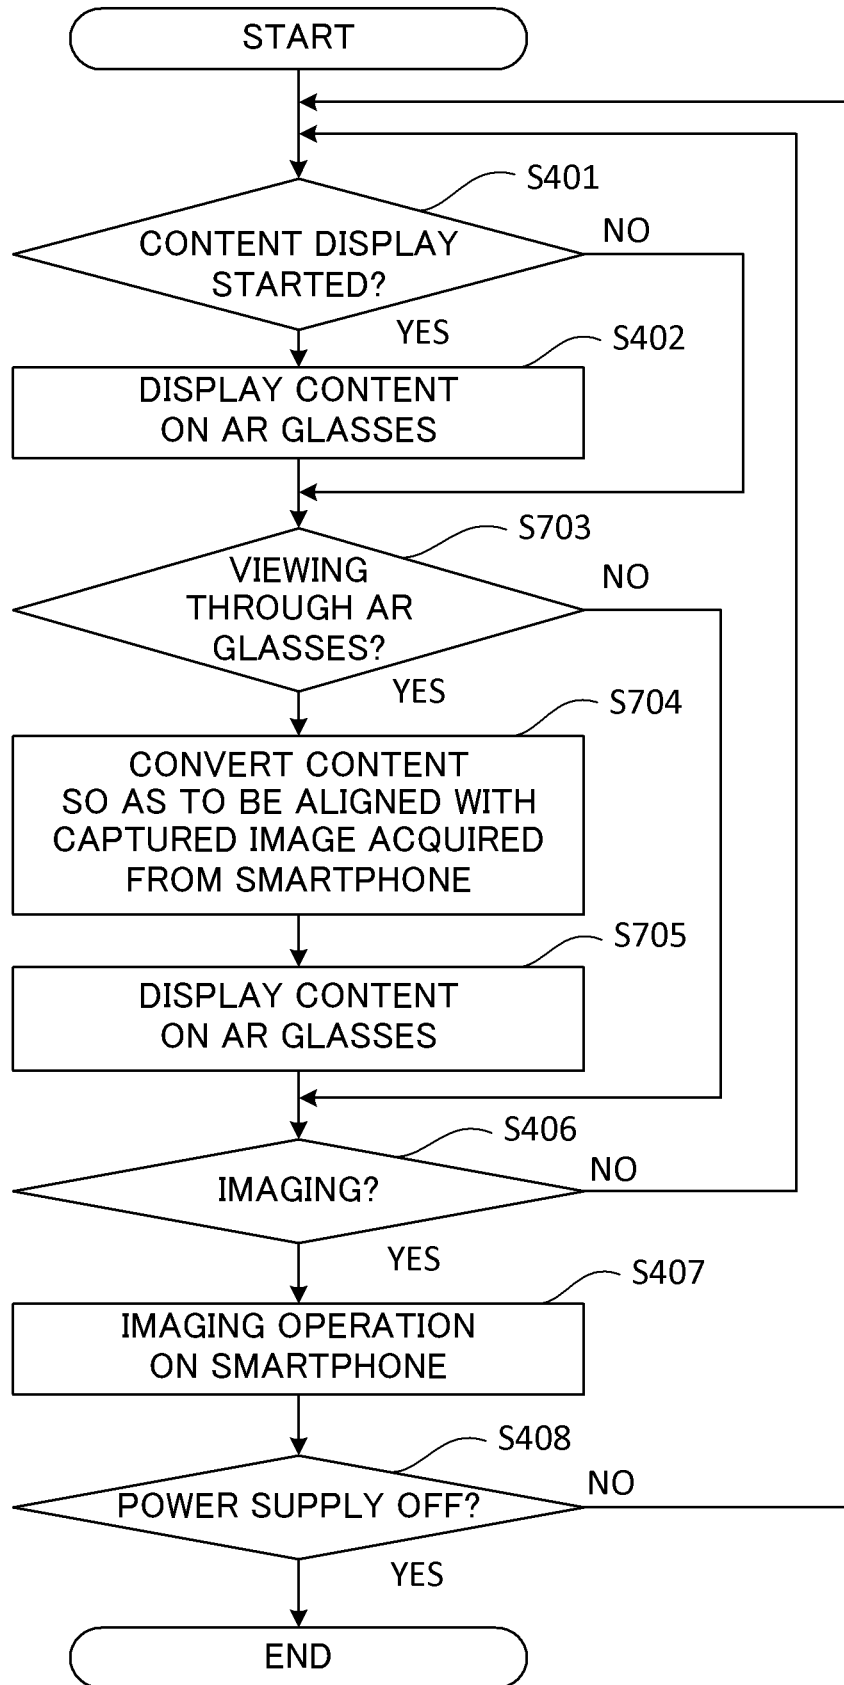 START
S401
CONTENT DISPLAY
STARTED?
NO
YES
S402
DISPLAY CONTENT
ON AR GLASSES
S703
VIEWING
THROUGH AR
GLASSES?
NO
YES
S704
CONVERT CONTENT
SO AS TO BE ALIGNED WITH
CAPTURED IMAGE ACQUIRED
FROM SMARTPHONE
S705
DISPLAY CONTENT
ON AR GLASSES
S406
IMAGING?
NO
YES
S407
IMAGING OPERATION
ON SMARTPHONE
S408
POWER SUPPLY OFF?
NO
YES
END